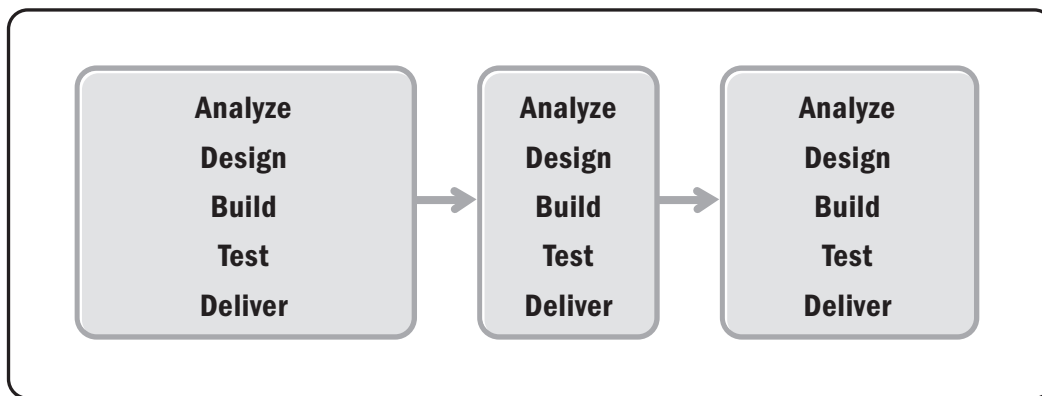 Analyze
Design
Build
Test
Deliver
Analyze
Design
Build
Test
Deliver
Analyze
Design
Build
Test
Deliver